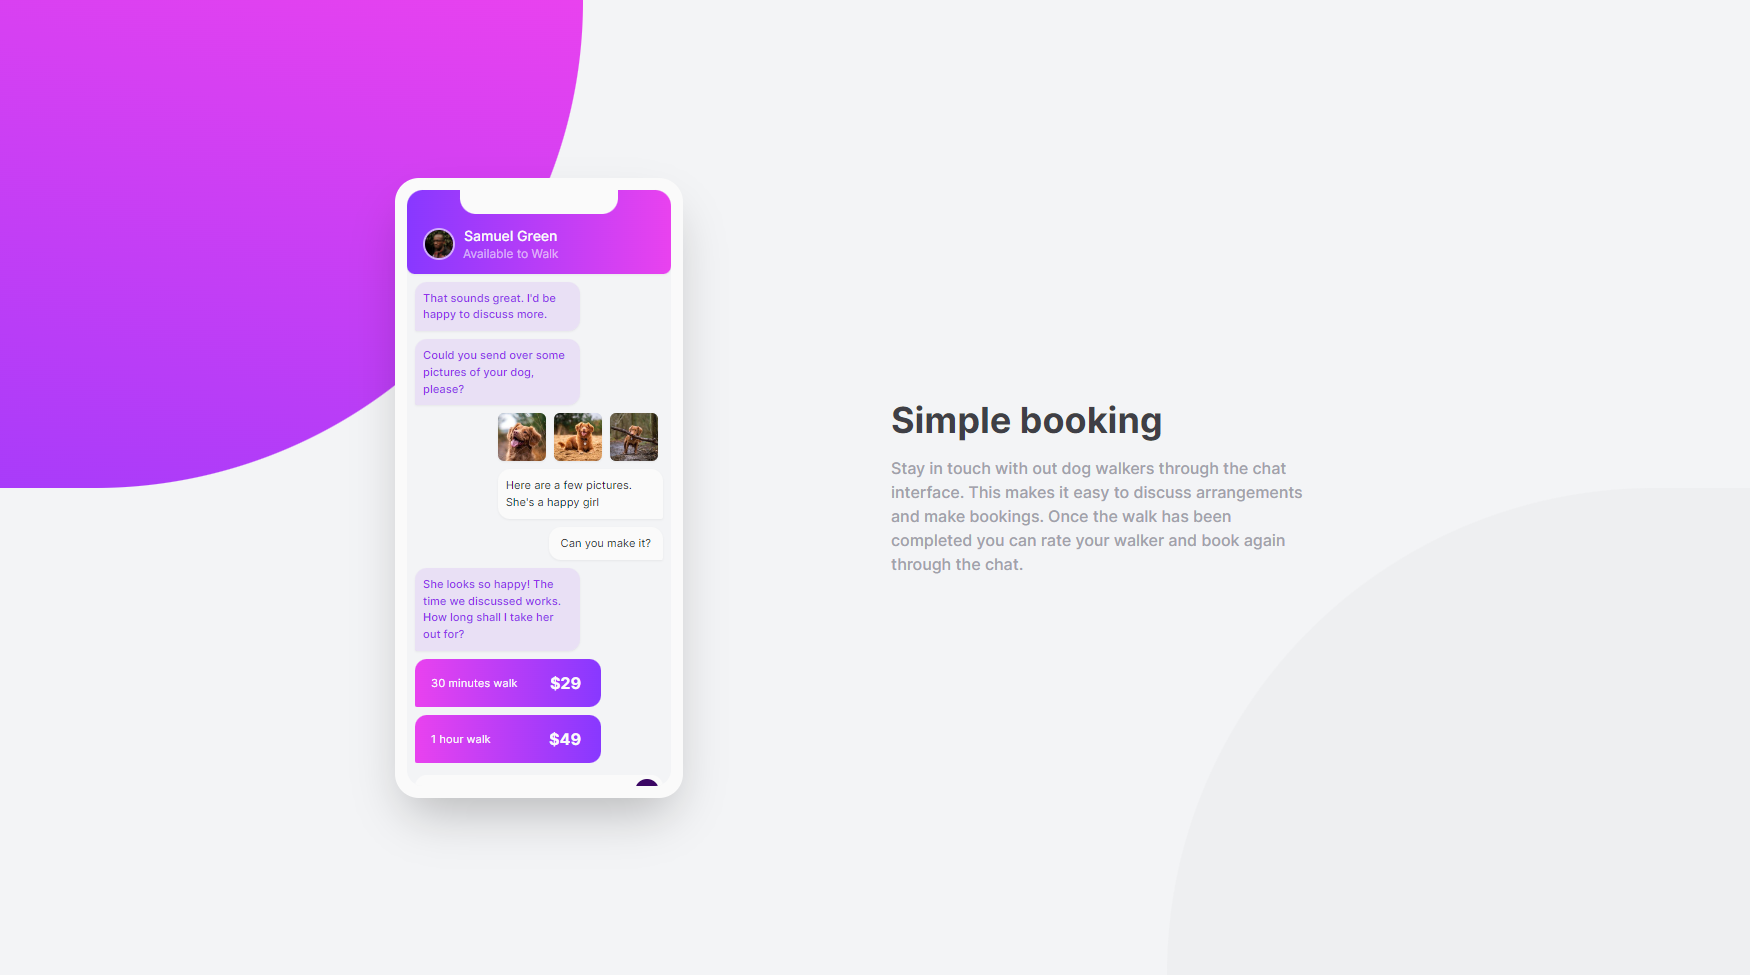 Samuel Green
Available to Walk
That sounds great. I'd be
happy to discuss more.
Could you send over some
pictures of your dog,
please?
Here are a few pictures.
She's a happy girl
Can you make it?
She looks so happy! The
time we discussed works.
How long shall I take her
out for?
30 minutes walk $29
1 hour walk $49
Simple booking
Stay in touch with out dog walkers through the chat
interface. This makes it easy to discuss arrangements
and make bookings. Once the walk has been
completed you can rate your walker and book again
through the chat.